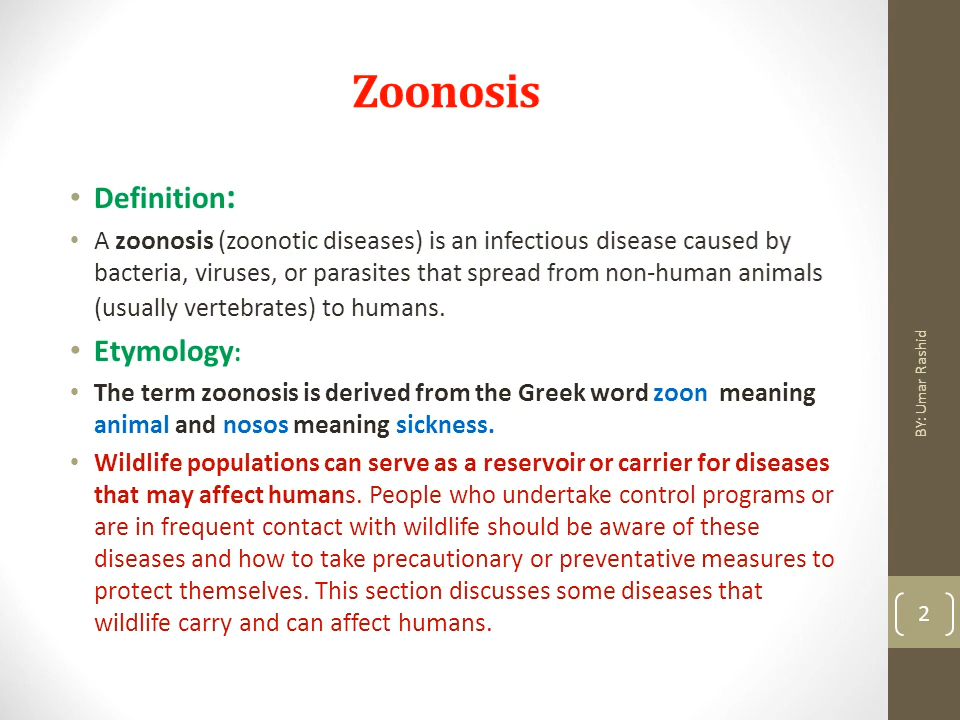 Zoonosis
• Definition:
• A zoonosis (zoonotic diseases) is an infectious disease caused by
bacteria, viruses, or parasites that spread from non-human animals
(usually vertebrates) to humans.
• Etymology:
• The term zoonosis is derived from the Greek word zoon meaning
animal and nosos meaning sickness.
• Wildlife populations can serve as a reservoir or carrier for diseases
that may affect humans. People who undertake control programs or
are in frequent contact with wildlife should be aware of these
diseases and how to take precautionary or preventative measures to
protect themselves. This section discusses some diseases that
wildlife carry and can affect humans.
BY: Umar Rashid
2